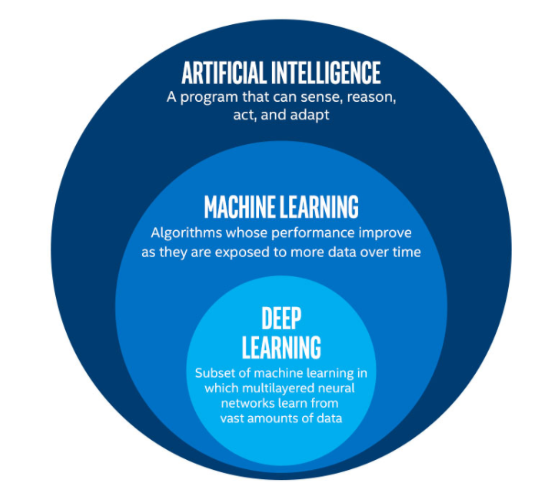 ARTIFICIAL INTELLIGENCE
A program that can sense, reason,
act, and adapt
MACHINE LEARNING
Algorithms whose performance improve
as they are exposed to more data over time
DEEP
LEARNING
Subset of machine learning in
which multilayered neural
networks learn from
vast amounts of data